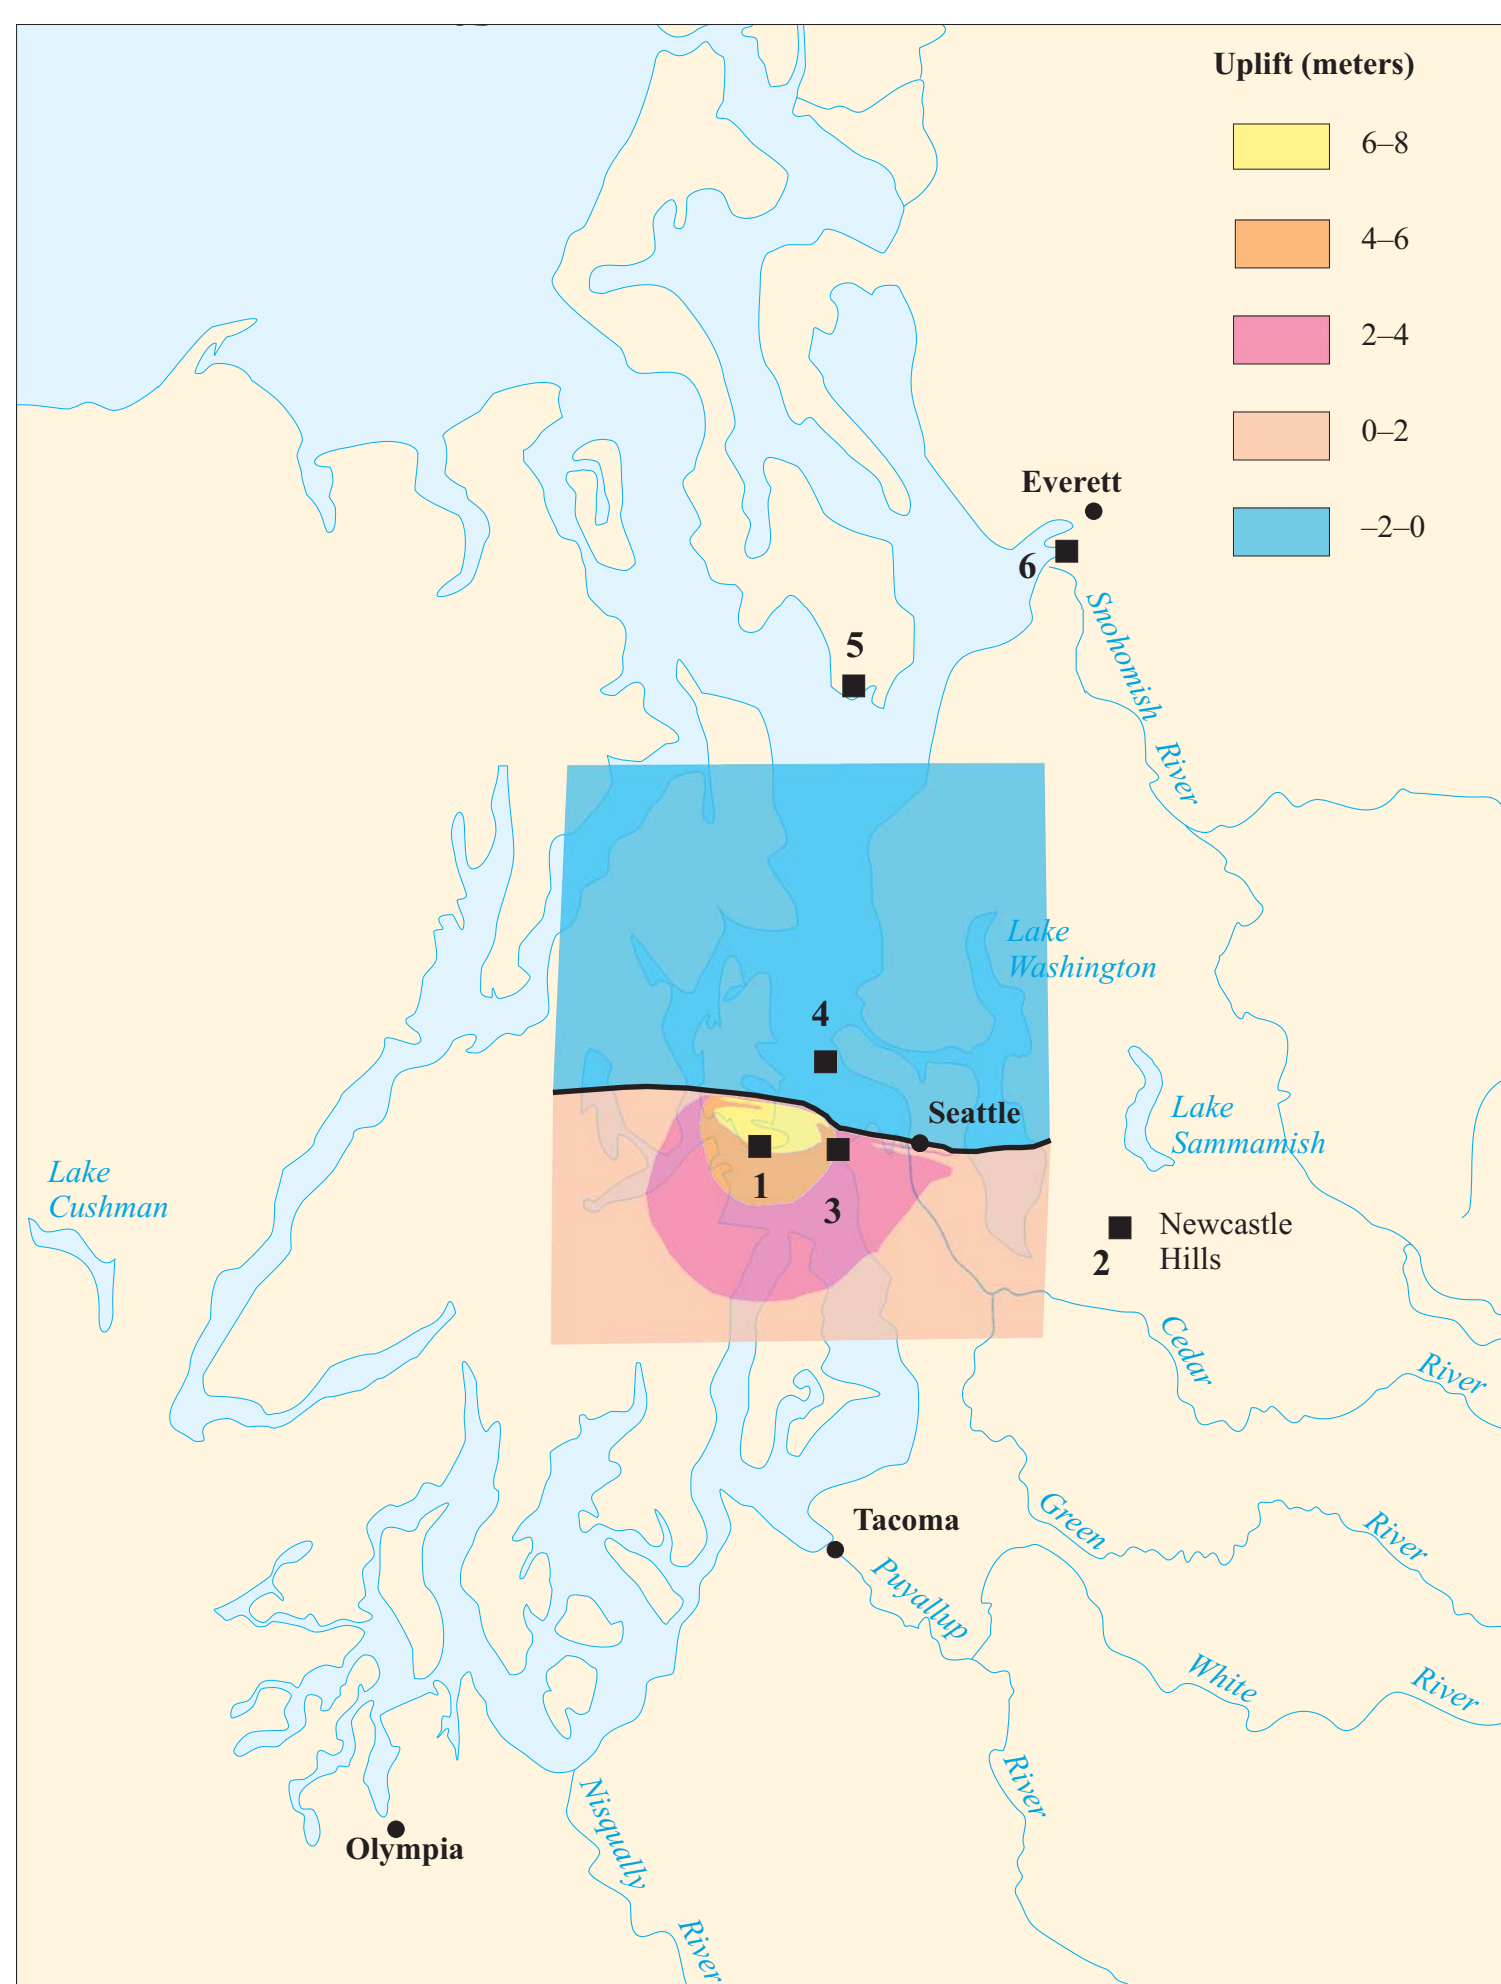 Uplift (meters)
6–8
4–6
2–4
0–2
–2–0
Everett
6
Snohomish
River
5
Lake
Washington
4
Seattle
Lake
Sammamish
Lake
Cushman
1
3
Newcastle
Hills
2
Cedar
River
Green
River
Tacoma
Puyallup
River
White
River
Olympia
Nisqually
River